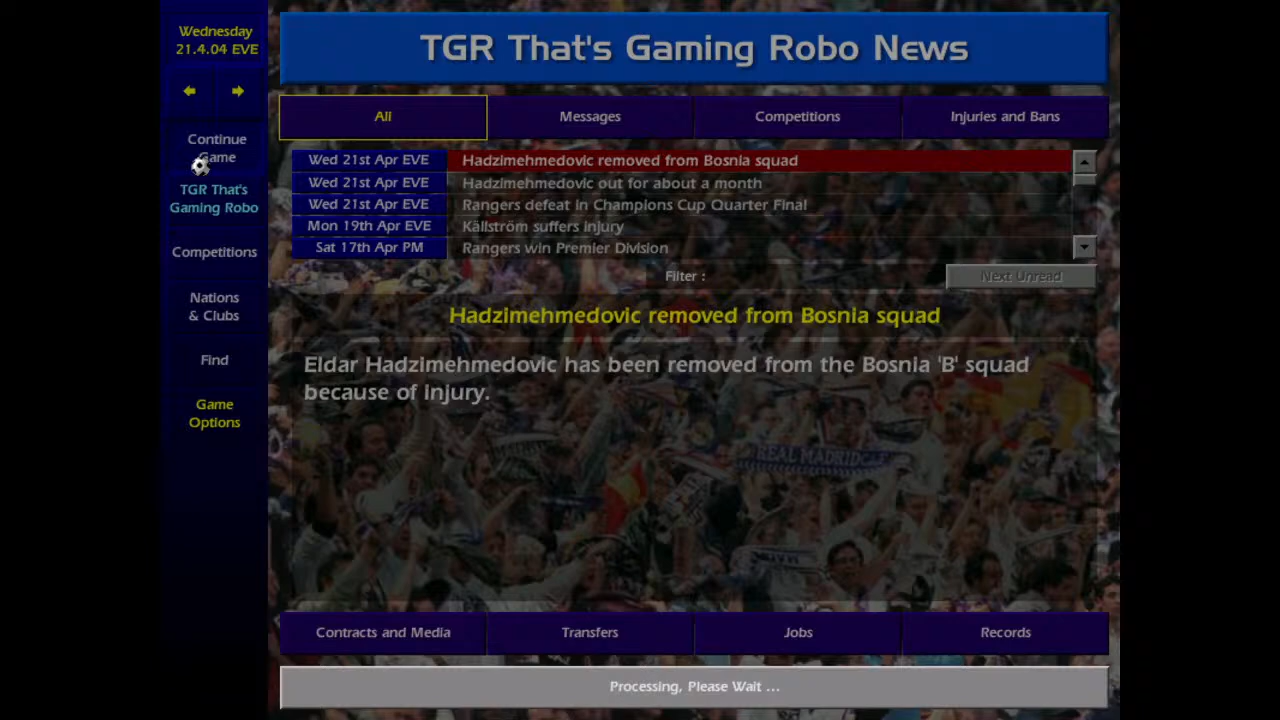 Wednesday
21.4.04 EVE
TGR That's Gaming Robo News
All
Messages
Competitions
Injuries and Bans
Continue
Game
Wed 21st Apr EVE Hadzimehmedovic removed from Bosnia squad
Wed 21st Apr EVE Hadzimehmedovic out for about a month
Wed 21st Apr EVE Rangers defeat in Champions Cup Quarter Final
Mon 19th Apr EVE Källström suffers injury
Sat 17th Apr PM Rangers win Premier Division
TGR That's
Gaming Robo
Competitions
Nations
& Clubs
Find
Game
Options
Filter :
Next Unread
Hadzimehmedovic removed from Bosnia squad
Eldar Hadzimehmedovic has been removed from the Bosnia 'B' squad
because of injury.
REAL MADRID
Contracts and Media
Transfers
Jobs
Records
Processing, Please Wait ...